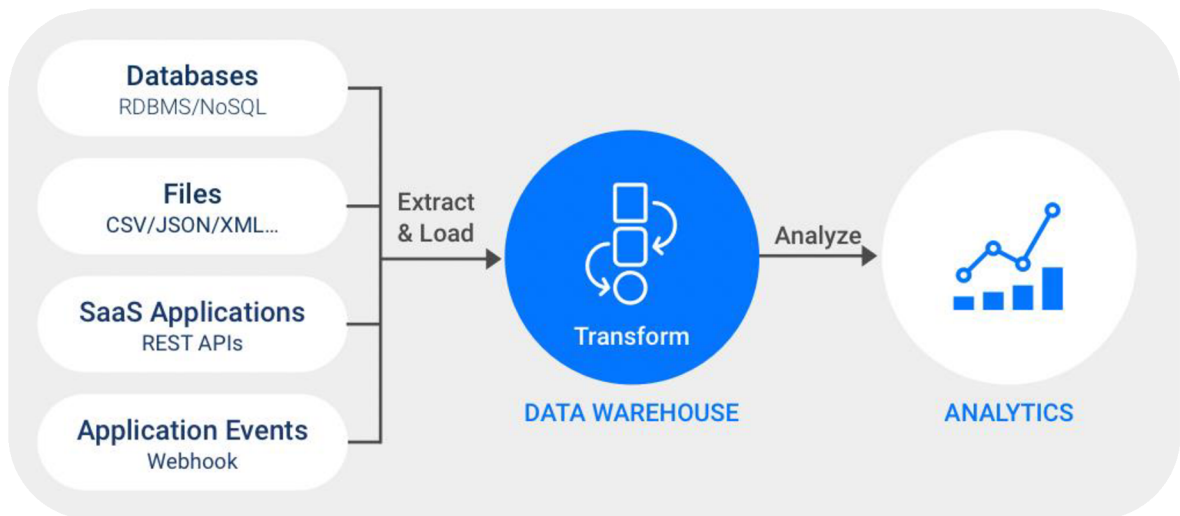 Databases
RDBMS/NoSQL
Files
CSV/JSON/XML...
SaaS Applications
REST APIs
Application Events
Webhook
Extract
& Load
Transform
DATA WAREHOUSE
Analyze
ANALYTICS